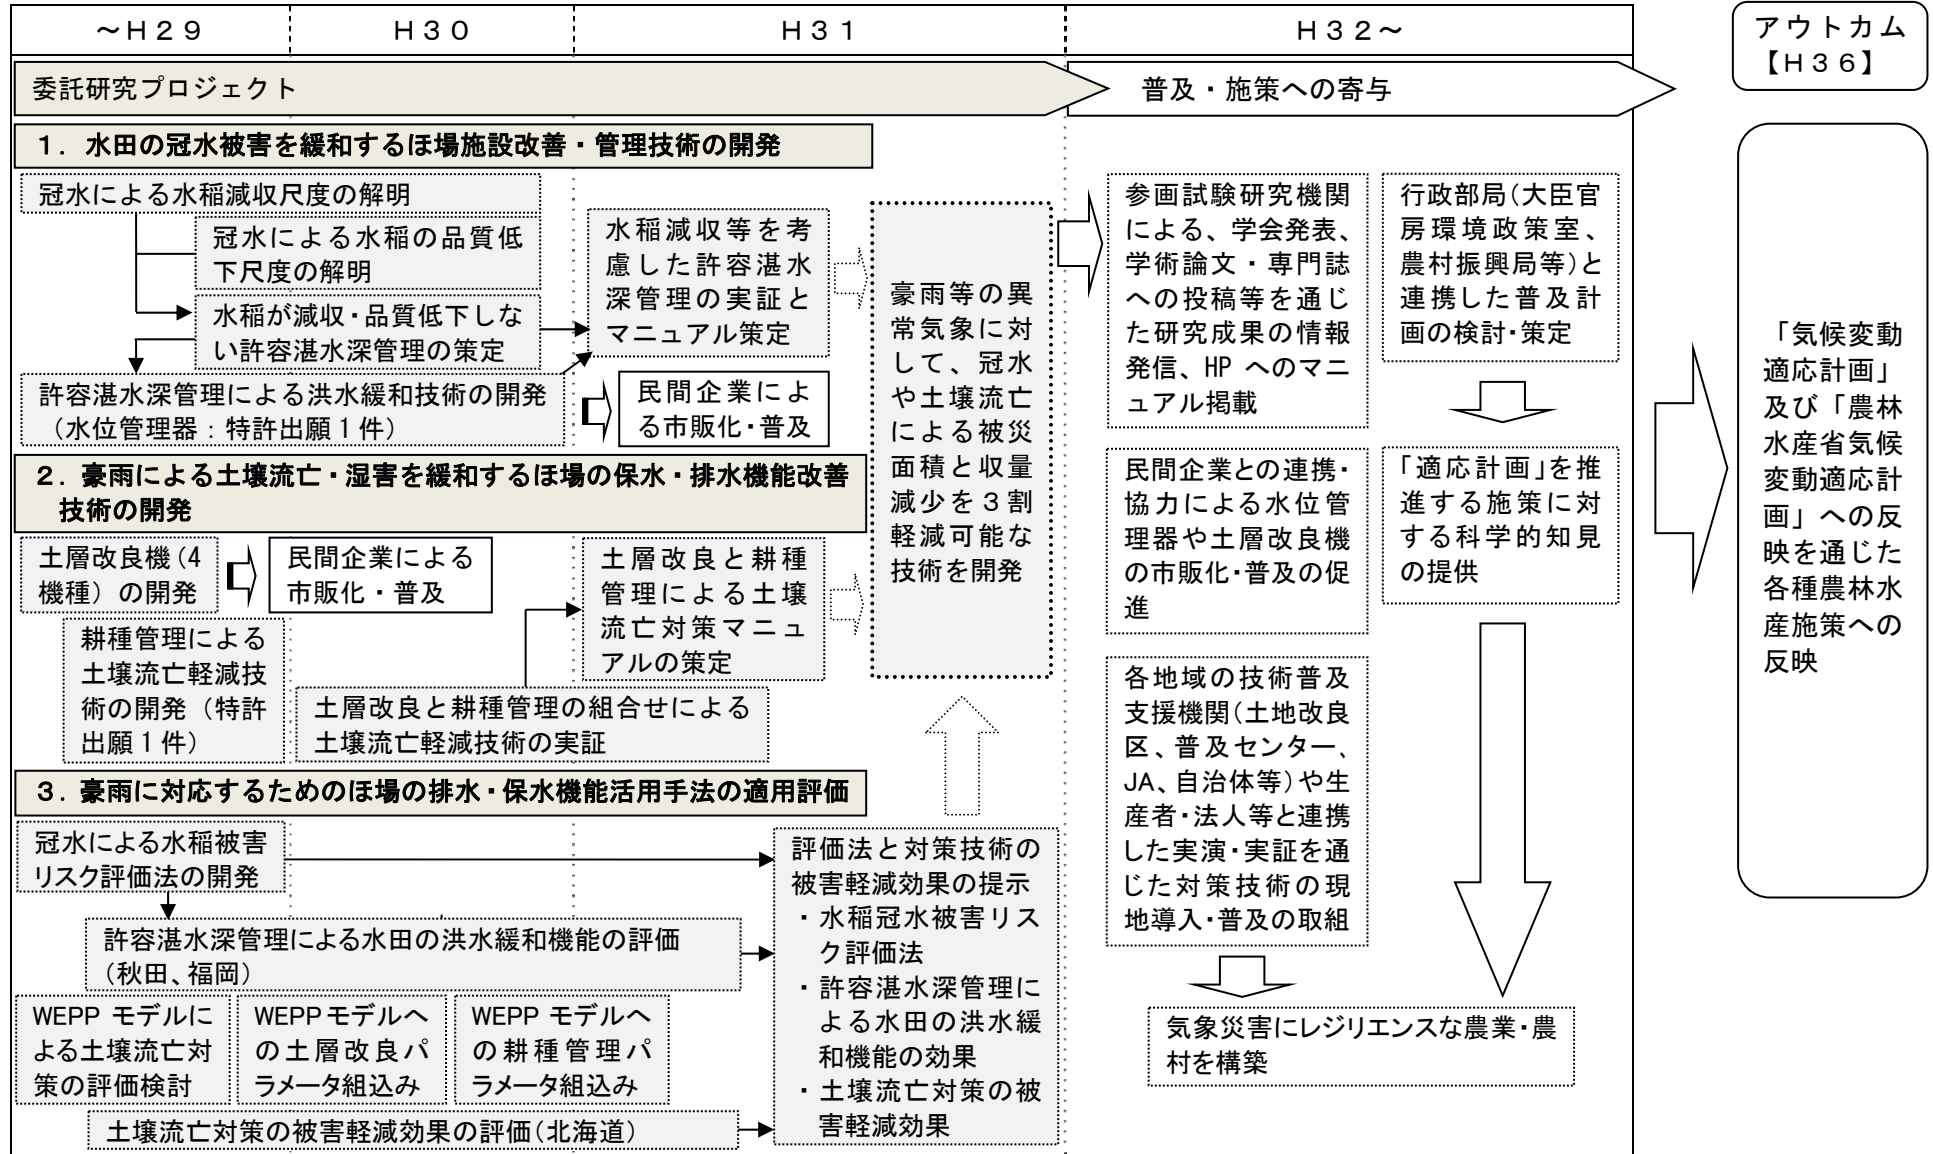 ～Ｈ２９
Ｈ３０
Ｈ３１
Ｈ３２～
アウトカム
【Ｈ３６】
委託研究プロジェクト
普及・施策への寄与
１．水田の冠水被害を緩和するほ場施設改善・管理技術の開発
冠水による水稲減収尺度の解明
冠水による水稲の品質低
下尺度の解明
水稲が減収・品質低下しな
い許容湛水深管理の策定
許容湛水深管理による洪水緩和技術の開発
（水位管理器：特許出願１件）
水稲減収等を考
慮した許容湛水
深管理の実証と
マニュアル策定
民間企業によ
る市販化・普及
２．豪雨による土壌流亡・湿害を緩和するほ場の保水・排水機能改善
技術の開発
土層改良機（4
機種）の開発
民間企業による
市販化・普及
耕種管理による
土壌流亡軽減技
術の開発（特許
出願１件）
土層改良と耕種管理の組合せによる
土壌流亡軽減技術の実証
土層改良と耕種
管理による土壌
流亡対策マニュ
アルの策定
３．豪雨に対応するためのほ場の排水・保水機能活用手法の適用評価
冠水による水稲被害
リスク評価法の開発
許容湛水深管理による水田の洪水緩和機能の評価
（秋田、福岡）
WEPP モデルに
よる土壌流亡対
策の評価検討
WEPPモデルへ
の土層改良パ
ラメータ組込み
WEPP モデルへ
の耕種管理パ
ラメータ組込み
土壌流亡対策の被害軽減効果の評価（北海道）
評価法と対策技術の
被害軽減効果の提示
・水稲冠水被害リス
ク評価法
・許容湛水深管理に
よる水田の洪水緩
和機能の効果
・土壌流亡対策の被
害軽減効果
豪雨等の異
常気象に対
して、冠水
や土壌流亡
による被災
面積と収量
減少を３割
軽減可能な
技術を開発
参画試験研究機関
による、学会発表、
学術論文・専門誌
への投稿等を通じ
た研究成果の情報
発信、HP へのマニ
ュアル掲載
民間企業との連携・
協力による水位管
理器や土層改良機
の市販化・普及の促
進
各地域の技術普及
支援機関（土地改良
区、普及センター、
JA、自治体等）や生
産者・法人等と連携
した実演・実証を通
じた対策技術の現
地導入・普及の取組
行政部局（大臣官
房環境政策室、
農村振興局等）と
連携した普及計
画の検討・策定
「適応計画」を推
進する施策に対
する科学的知見
の提供
気象災害にレジリエンスな農業・農
村を構築
「気候変動
適応計画」
及び「農林
水産省気候
変動適応計
画」への反
映を通じた
各種農林水
産施策への
反映